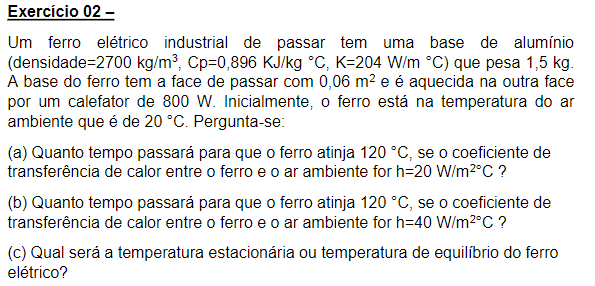 Exercício 02 –
Um ferro elétrico industrial de passar tem uma base de alumínio
(densidade=2700 kg/m³, Cp=0,896 KJ/kg °C, K=204 W/m °C) que pesa 1,5 kg.
A base do ferro tem a face de passar com 0,06 m² e é aquecida na outra face
por um calefator de 800 W. Inicialmente, o ferro está na temperatura do ar
ambiente que é de 20 °C. Pergunta-se:
(a) Quanto tempo passará para que o ferro atinja 120 °C, se o coeficiente de
transferência de calor entre o ferro e o ar ambiente for h=20 W/m²°C ?
(b) Quanto tempo passará para que o ferro atinja 120 °C, se o coeficiente de
transferência de calor entre o ferro e o ar ambiente for h=40 W/m²°C ?
(c) Qual será a temperatura estacionária ou temperatura de equilíbrio do ferro
elétrico?